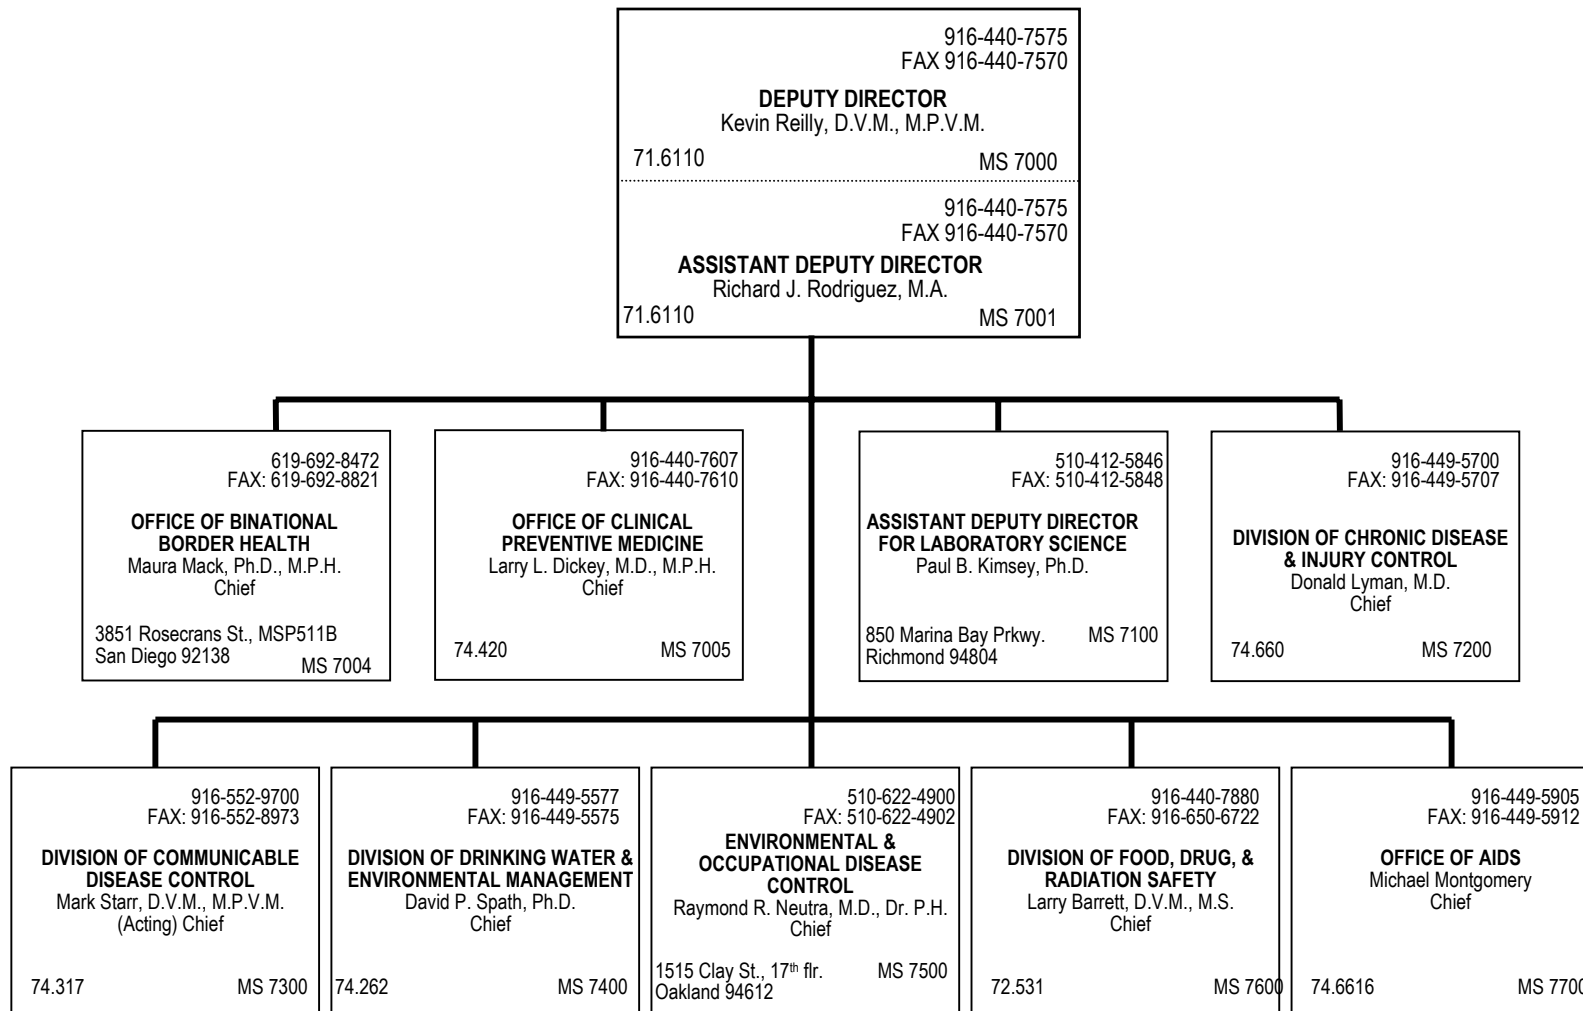 916-440-7575
FAX 916-440-7570
DEPUTY DIRECTOR
Kevin Reilly, D.V.M., M.P.V.M.
71.6110 MS 7000
916-440-7575
FAX 916-440-7570
ASSISTANT DEPUTY DIRECTOR
Richard J. Rodriguez, M.A.
71.6110 MS 7001
619-692-8472
FAX: 619-692-8821
OFFICE OF BINATIONAL
BORDER HEALTH
Maura Mack, Ph.D., M.P.H.
Chief
3851 Rosecrans St., MSP511B
San Diego 92138 MS 7004
916-440-7607
FAX: 916-440-7610
OFFICE OF CLINICAL
PREVENTIVE MEDICINE
Larry L. Dickey, M.D., M.P.H.
Chief
74.420 MS 7005
510-412-5846
FAX: 510-412-5848
ASSISTANT DEPUTY DIRECTOR
FOR LABORATORY SCIENCE
Paul B. Kimsey, Ph.D.
850 Marina Bay Prkwy. MS 7100
Richmond 94804
916-449-5700
FAX: 916-449-5707
DIVISION OF CHRONIC DISEASE
& INJURY CONTROL
Donald Lyman, M.D.
Chief
74.660 MS 7200
916-552-9700
FAX: 916-552-8973
DIVISION OF COMMUNICABLE
DISEASE CONTROL
Mark Starr, D.V.M., M.P.V.M.
(Acting) Chief
74.317 MS 7300
916-449-5577
FAX: 916-449-5575
DIVISION OF DRINKING WATER &
ENVIRONMENTAL MANAGEMENT
David P. Spath, Ph.D.
Chief
74.262 MS 7400
510-622-4900
FAX: 510-622-4902
ENVIRONMENTAL &
OCCUPATIONAL DISEASE
CONTROL
Raymond R. Neutra, M.D., Dr. P.H.
Chief
1515 Clay St., 17th flr. MS 7500
Oakland 94612
916-440-7880
FAX: 916-650-6722
DIVISION OF FOOD, DRUG, &
RADIATION SAFETY
Larry Barrett, D.V.M., M.S.
Chief
72.531 MS 7600
916-449-5905
FAX: 916-449-5912
OFFICE OF AIDS
Michael Montgomery
Chief
74.6616 MS 7700